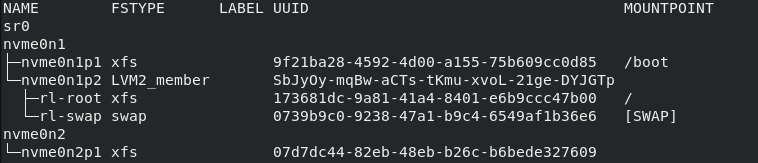 NAME        FSTYPE      LABEL UUID                                   MOUNTPOINT
sr0
nvme0n1
├─nvme0n1p1 xfs               9f21ba28-4592-4d00-a155-75b609cc0d85   /boot
└─nvme0n1p2 LVM2_member       SbJyOy-mqBw-aCTs-tKmu-xvoL-21ge-DYJGTp
  ├─rl-root xfs               173681dc-9a81-41a4-8401-e6b9ccc47b00   /
  └─rl-swap swap              0739b9c0-9238-47a1-b9c4-6549af1b36e6   [SWAP]
nvme0n2
└─nvme0n2p1 xfs               07d7dc44-82eb-48eb-b26c-b6bede327609